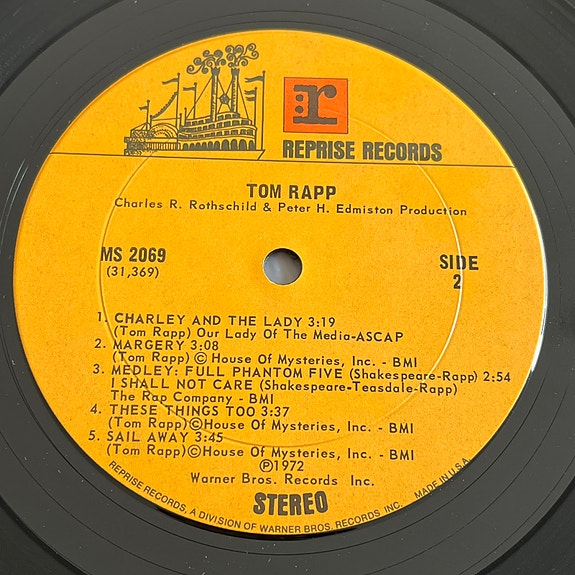 :r
REPRISE RECORDS
TOM RAPP
Charles R. Rothschild & Peter H. Edmiston Production
MS 2069
(31,369)
SIDE
2
1. CHARLEY AND THE LADY 3:19
(Tom Rapp) Our Lady Of The Media-ASCAP
2. MARGERY 3:08
(Tom Rapp) © House Of Mysteries, Inc. - BMI
3. MEDLEY: FULL PHANTOM FIVE (Shakespeare-Rapp) 2:54
I SHALL NOT CARE (Shakespeare-Teasdale-Rapp)
The Rap Company - BMI
4. THESE THINGS TOO 3:37
(Tom Rapp)©House Of Mysteries, Inc. - BMI
5. SAIL AWAY 3:45
(Tom Rapp)©House Of Mysteries, Inc. - BMI
℗1972
Warner Bros. Records Inc.
STEREO
REPRISE RECORDS, A DIVISION OF WARNER BROS. RECORDS INC. MADE IN U.S.A.